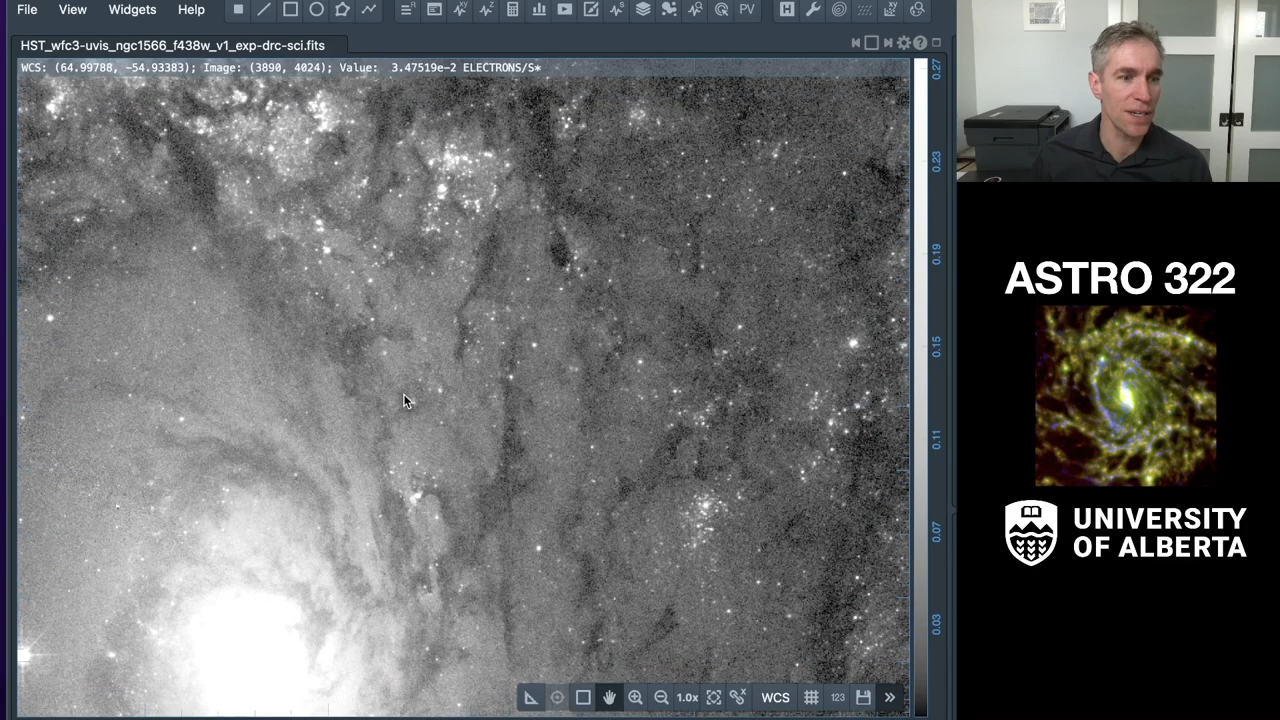 File View Widgets Help
PV
HST_wfc3-uvis_ngc1566_f438w_v1_exp-drc-sci.fits
WCS: (64.99788, -54.93383); Image: (3890, 4024); Value: 3.47519e-2 ELECTRONS/S*
0.27
0.23
0.19
0.15
0.11
0.07
0.03
1.0x
WCS
123
ASTRO 322
UNIVERSITY
OF ALBERTA